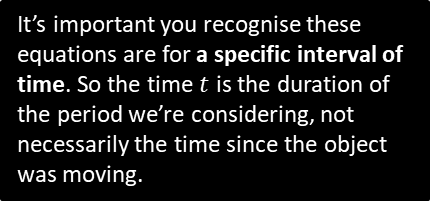 It’s important you recognise these
equations are for a specific interval of
time. So the time t is the duration of
the period we’re considering, not
necessarily the time since the object
was moving.